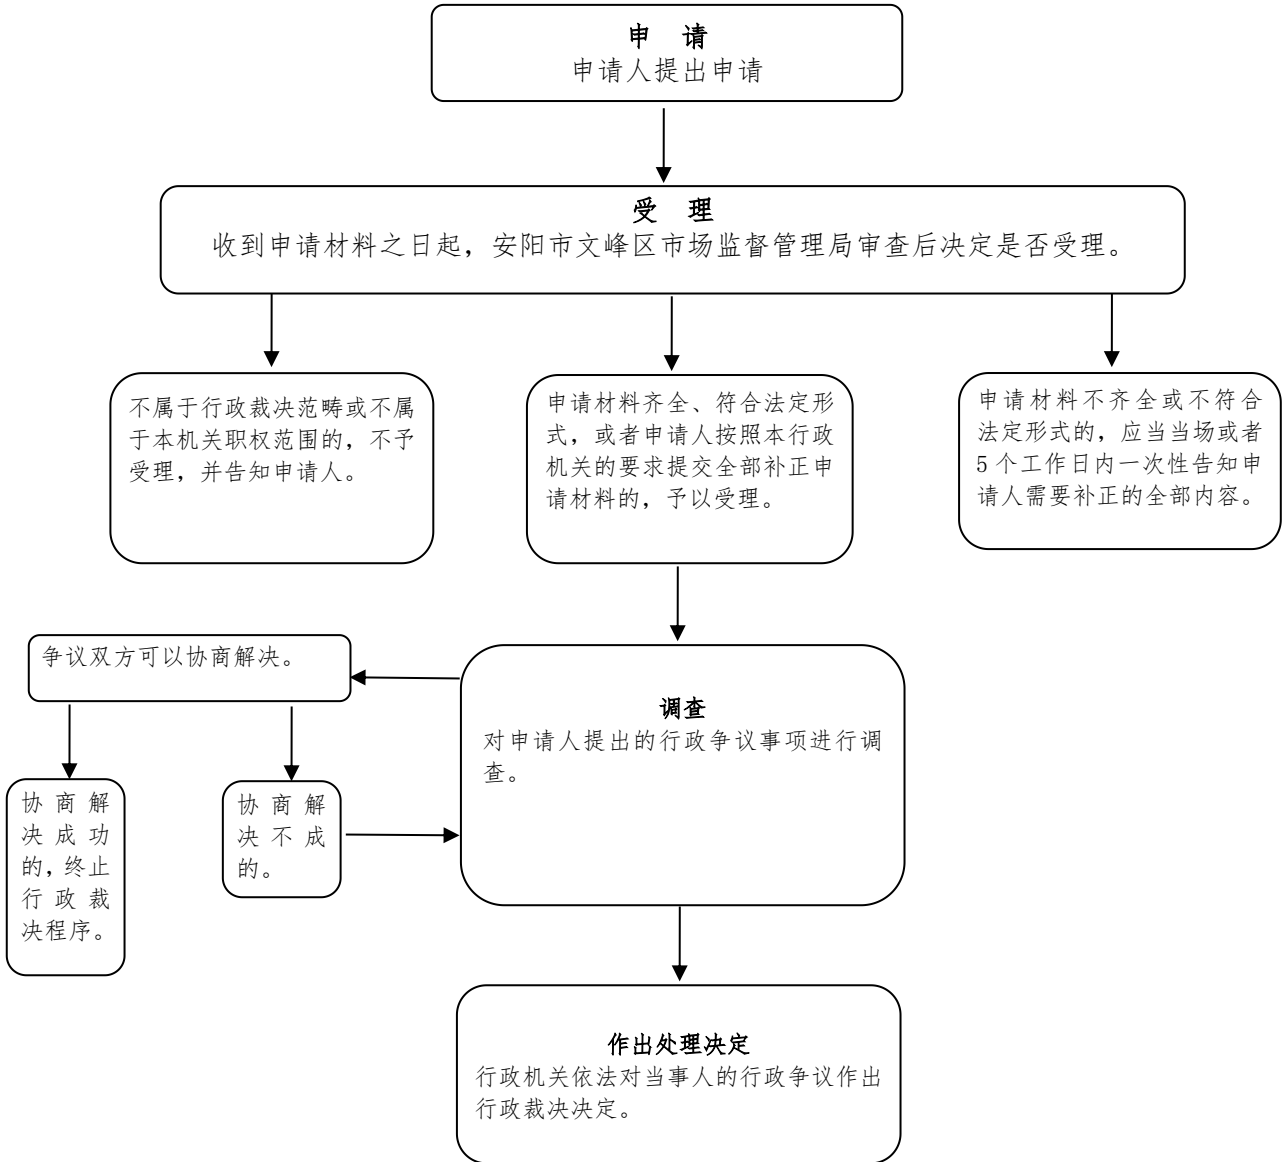 申 请
申请人提出申请
受 理
收到申请材料之日起，安阳市文峰区市场监督管理局审查后决定是否受理。
不属于行政裁决范畴或不属
于本机关职权范围的，不予
受理，并告知申请人。
申请材料齐全、符合法定形
式，或者申请人按照本行政
机关的要求提交全部补正申
请材料的，予以受理。
申请材料不齐全或不符合
法定形式的，应当当场或者
5个工作日内一次性告知申
请人需要补正的全部内容。
争议双方可以协商解决。
调查
对申请人提出的行政争议事项进行调
查。
协商解
决成功
的，终止
行政裁
决程序。
协商解
决不成
的。
作出处理决定
行政机关依法对当事人的行政争议作出
行政裁决决定。